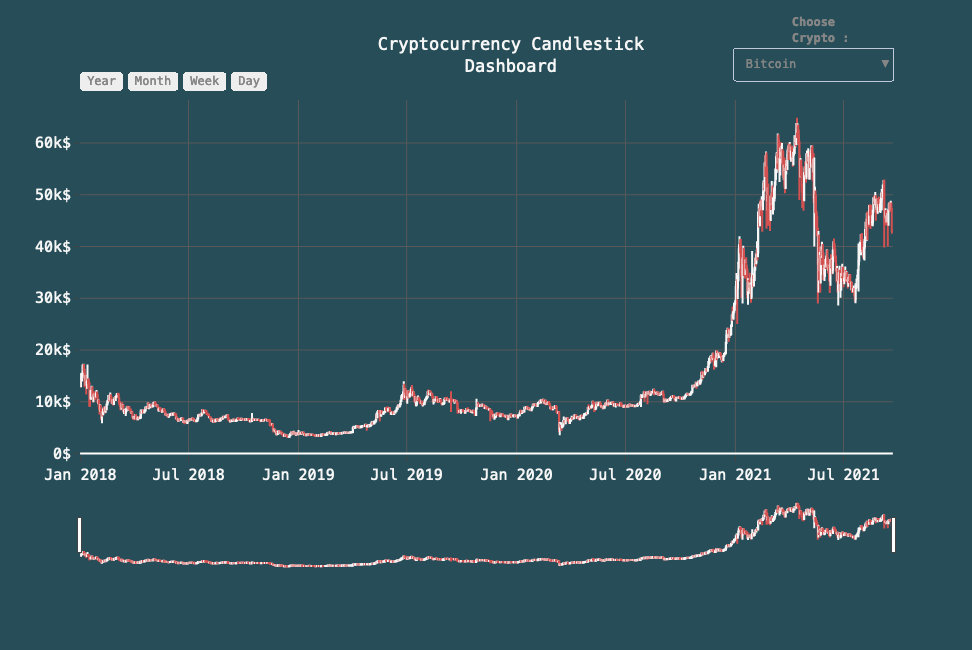 Choose
Crypto :
Cryptocurrency Candlestick
Dashboard
Bitcoin ▼
Year Month Week Day
60k$
50k$
40k$
30k$
20k$
10k$
0$
Jan 2018 Jul 2018 Jan 2019 Jul 2019 Jan 2020 Jul 2020 Jan 2021 Jul 2021